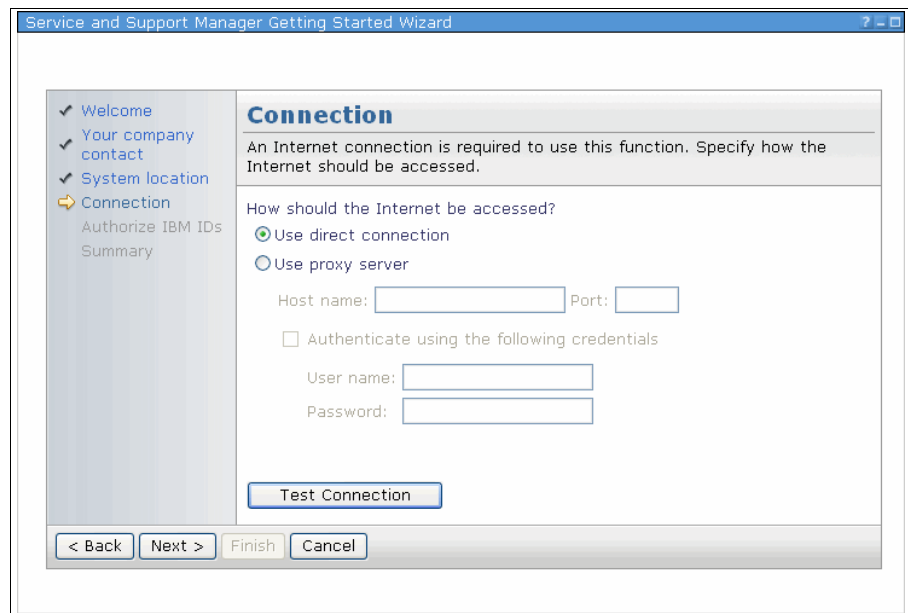 Service and Support Manager Getting Started Wizard
Welcome
Your company
contact
System location
Connection
Authorize IBM IDs
Summary
Connection
An Internet connection is required to use this function. Specify how the
Internet should be accessed.
How should the Internet be accessed?
Use direct connection
Use proxy server
Host name: Port:
Authenticate using the following credentials
User name:
Password:
Test Connection
< Back Next > Finish Cancel